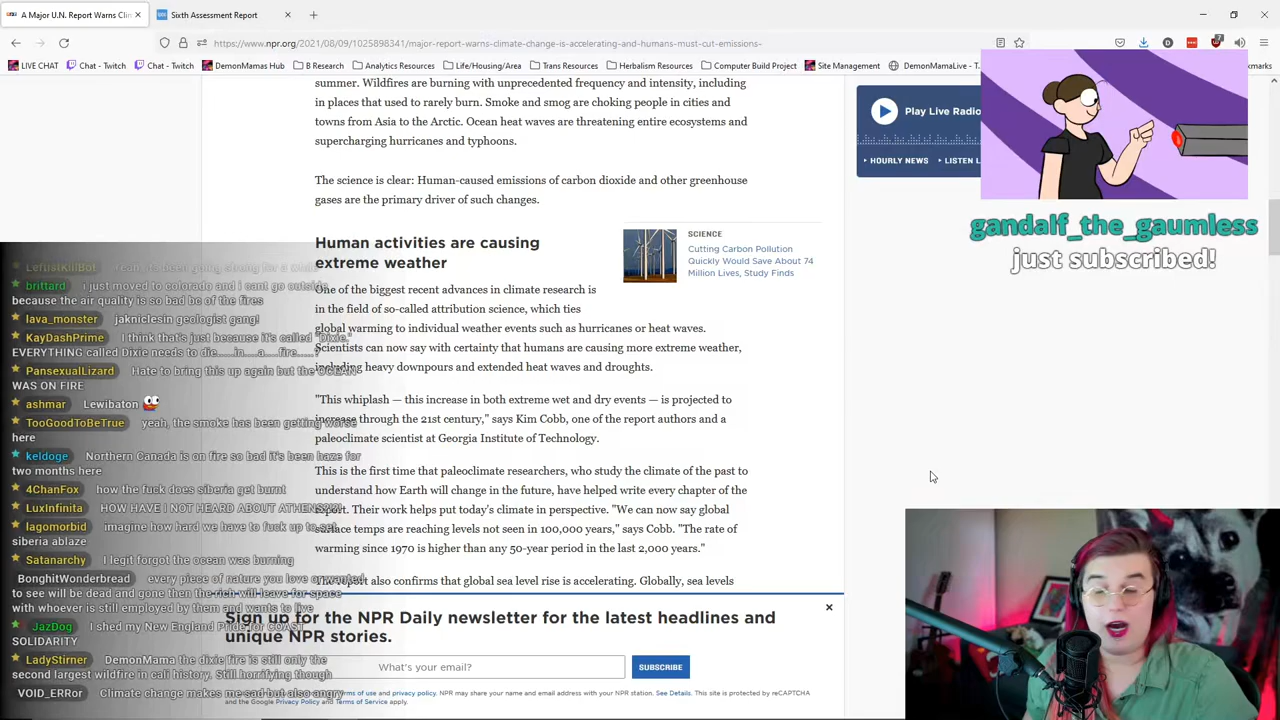 A Major U.N. Report Warns Cli
Sixth Assessment Report
https://www.npr.org/2021/08/09/1025898341/major-report-warns-climate-change-is-accelerating-and-humans-must-cut-emissions-
LIVE CHAT
Chat - Twitch
Chat - Twitch
DemonMamas Hub
B Research
Analytics Resources
Life/Housing/Area
Trans Resources
Herbalism Resources
Computer Build Project
Site Management
DemonMamaLive - T
kmarks
summer. Wildfires are burning with unprecedented frequency and intensity, including
in places that used to rarely burn. Smoke and smog are choking people in cities and
towns from Asia to the Arctic. Ocean heat waves are threatening entire ecosystems and
supercharging hurricanes and typhoons.
The science is clear: Human-caused emissions of carbon dioxide and other greenhouse
gases are the primary driver of such changes.
Human activities are causing
extreme weather
One of the biggest recent advances in climate research is
in the field of so-called attribution science, which ties
global warming to individual weather events such as hurricanes or heat waves.
Scientists can now say with certainty that humans are causing more extreme weather,
including heavy downpours and extended heat waves and droughts.
"This whiplash — this increase in both extreme wet and dry events — is projected to
increase through the 21st century," says Kim Cobb, one of the report authors and a
paleoclimate scientist at Georgia Institute of Technology.
This is the first time that paleoclimate researchers, who study the climate of the past to
understand how Earth will change in the future, have helped write every chapter of the
report. Their work helps put today's climate in perspective. "We can now say global
surface temps are reaching levels not seen in 100,000 years," says Cobb. "The rate of
warming since 1970 is higher than any 50-year period in the last 2,000 years."
The report also confirms that global sea level rise is accelerating. Globally, sea levels
SCIENCE
Cutting Carbon Pollution
Quickly Would Save About 74
Million Lives, Study Finds
Play Live Radio
HOURLY NEWS
LISTEN L
gandalf_the_gaumless
just subscribed!
LeftistKillBot Yeah, it's been going strong for a while
brittard i just moved to colorado and i cant go outside
because the air quality is so bad bc of the fires
lava_monster jakniclesin geologist gang!
KayDashPrime I think that's just because it's called "Dixie."
EVERYTHING called Dixie needs to die.....in....a....fire.....?
PansexualLizard Hate to bring this up again but the OCEAN
WAS ON FIRE
ashmar Lewibaton
TooGoodToBeTrue yeah, the smoke has been getting worse
here
keldoge Northern Canada is on fire so bad it's been haze for
two months here
4ChanFox how the fuck does siberia get burnt
LuxInfinita HOW HAVE I NOT HEARD ABOUT ATHENS
lagomorbid imagine how hard we have to fuck up to set
siberia ablaze
Satanarchy I legit forgot the ocean was burning
BonghitWonderbread every piece of nature you love or wanted
to see will be dead and gone then the rich will leave for space
with whoever is still employed by them and wants to live
JazDog I shed my New England Pride for COAST
SOLIDARITY
LadyStirner DemonMama the dixie fire is still only the
second largest wildfire in cali history. Still horrifying though
VOID_ERRor Climate change makes me sad but also angry
Sign up for the NPR Daily newsletter for the latest headlines and
unique NPR stories.
What's your email?
SUBSCRIBE
terms of use and privacy policy. NPR may share your name and email address with your NPR station. See Details. This site is protected by reCAPTCHA
and the Google Privacy Policy and Terms of Service apply.